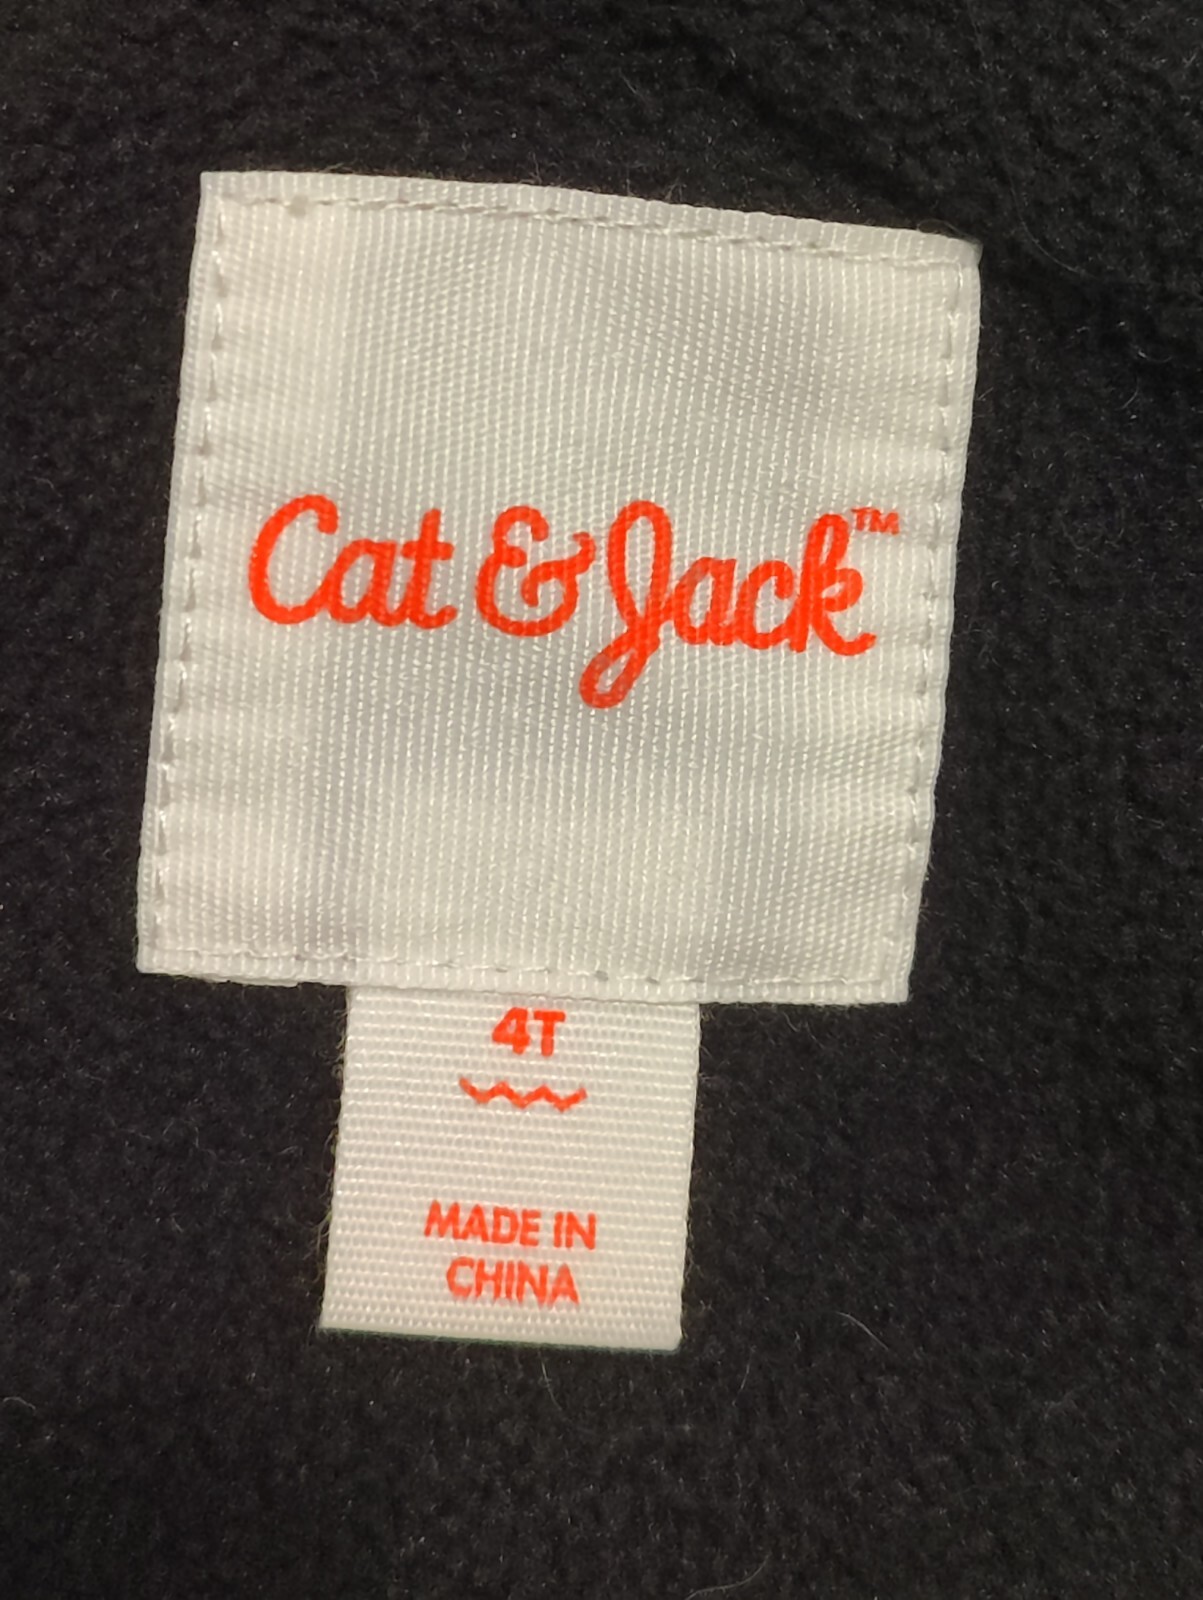 Cat & Jack™
4T
MADE IN
CHINA